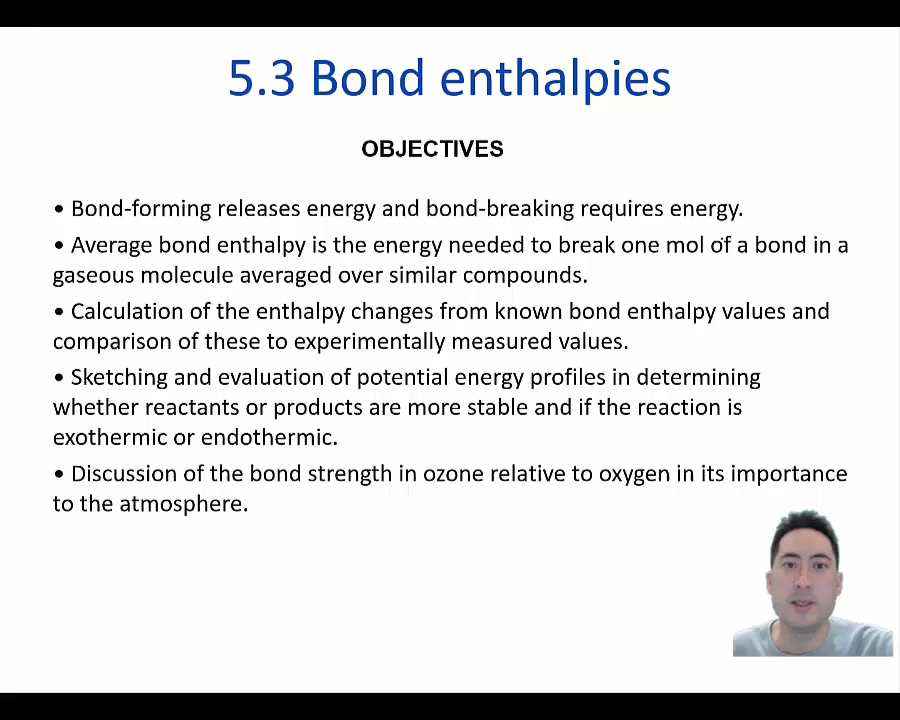 5.3 Bond enthalpies
OBJECTIVES
• Bond-forming releases energy and bond-breaking requires energy.
• Average bond enthalpy is the energy needed to break one mol of a bond in a
gaseous molecule averaged over similar compounds.
• Calculation of the enthalpy changes from known bond enthalpy values and
comparison of these to experimentally measured values.
• Sketching and evaluation of potential energy profiles in determining
whether reactants or products are more stable and if the reaction is
exothermic or endothermic.
• Discussion of the bond strength in ozone relative to oxygen in its importance
to the atmosphere.